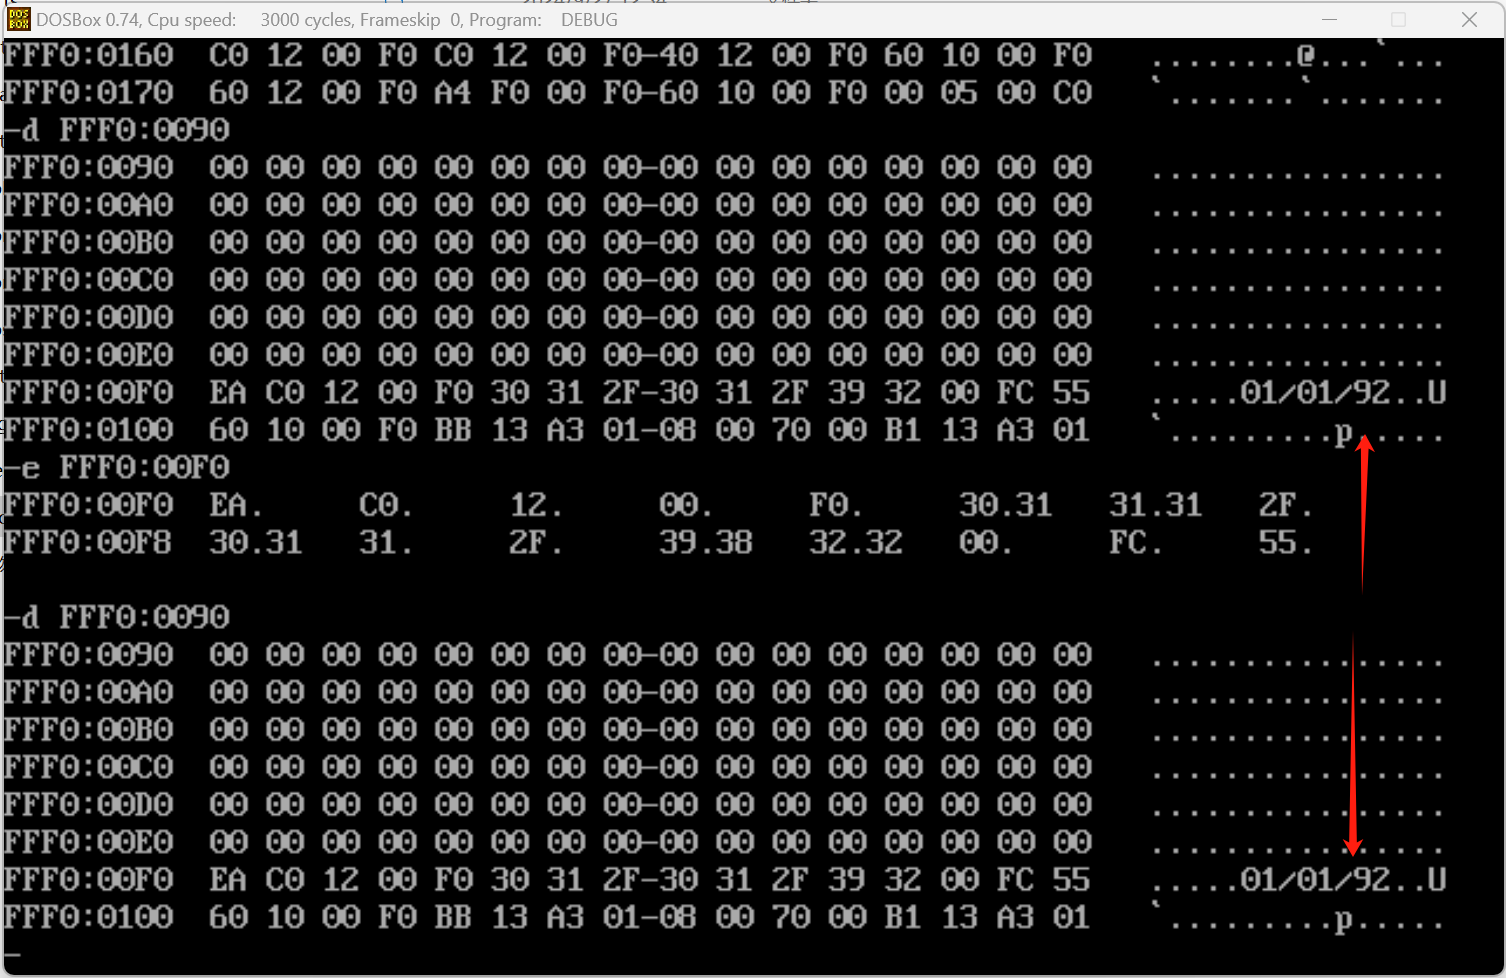 DOSBox 0.74, Cpu speed: 3000 cycles, Frameskip 0, Program: DEBUG
FFF0:0160 C0 12 00 F0 C0 12 00 F0-40 12 00 F0 60 10 00 F0 ........@...`...
FFF0:0170 60 12 00 F0 A4 F0 00 F0-60 10 00 F0 00 05 00 C0 `.......`.......
-d FFF0:0090
FFF0:0090 00 00 00 00 00 00 00 00-00 00 00 00 00 00 00 00 ................
FFF0:00A0 00 00 00 00 00 00 00 00-00 00 00 00 00 00 00 00 ................
FFF0:00B0 00 00 00 00 00 00 00 00-00 00 00 00 00 00 00 00 ................
FFF0:00C0 00 00 00 00 00 00 00 00-00 00 00 00 00 00 00 00 ................
FFF0:00D0 00 00 00 00 00 00 00 00-00 00 00 00 00 00 00 00 ................
FFF0:00E0 00 00 00 00 00 00 00 00-00 00 00 00 00 00 00 00 ................
FFF0:00F0 EA C0 12 00 F0 30 31 2F-30 31 2F 39 32 00 FC 55 .....01/01/92..U
FFF0:0100 60 10 00 F0 BB 13 A3 01-08 00 70 00 B1 13 A3 01 `.........p.....
-e FFF0:00F0
FFF0:00F0 EA. C0. 12. 00. F0. 30.31 31.31 2F.
FFF0:00F8 30.31 31. 2F. 39.38 32.32 00. FC. 55.
-d FFF0:0090
FFF0:0090 00 00 00 00 00 00 00 00-00 00 00 00 00 00 00 00 ................
FFF0:00A0 00 00 00 00 00 00 00 00-00 00 00 00 00 00 00 00 ................
FFF0:00B0 00 00 00 00 00 00 00 00-00 00 00 00 00 00 00 00 ................
FFF0:00C0 00 00 00 00 00 00 00 00-00 00 00 00 00 00 00 00 ................
FFF0:00D0 00 00 00 00 00 00 00 00-00 00 00 00 00 00 00 00 ................
FFF0:00E0 00 00 00 00 00 00 00 00-00 00 00 00 00 00 00 00 ................
FFF0:00F0 EA C0 12 00 F0 30 31 2F-30 31 2F 39 32 00 FC 55 .....01/01/92..U
FFF0:0100 60 10 00 F0 BB 13 A3 01-08 00 70 00 B1 13 A3 01 `.........p.....